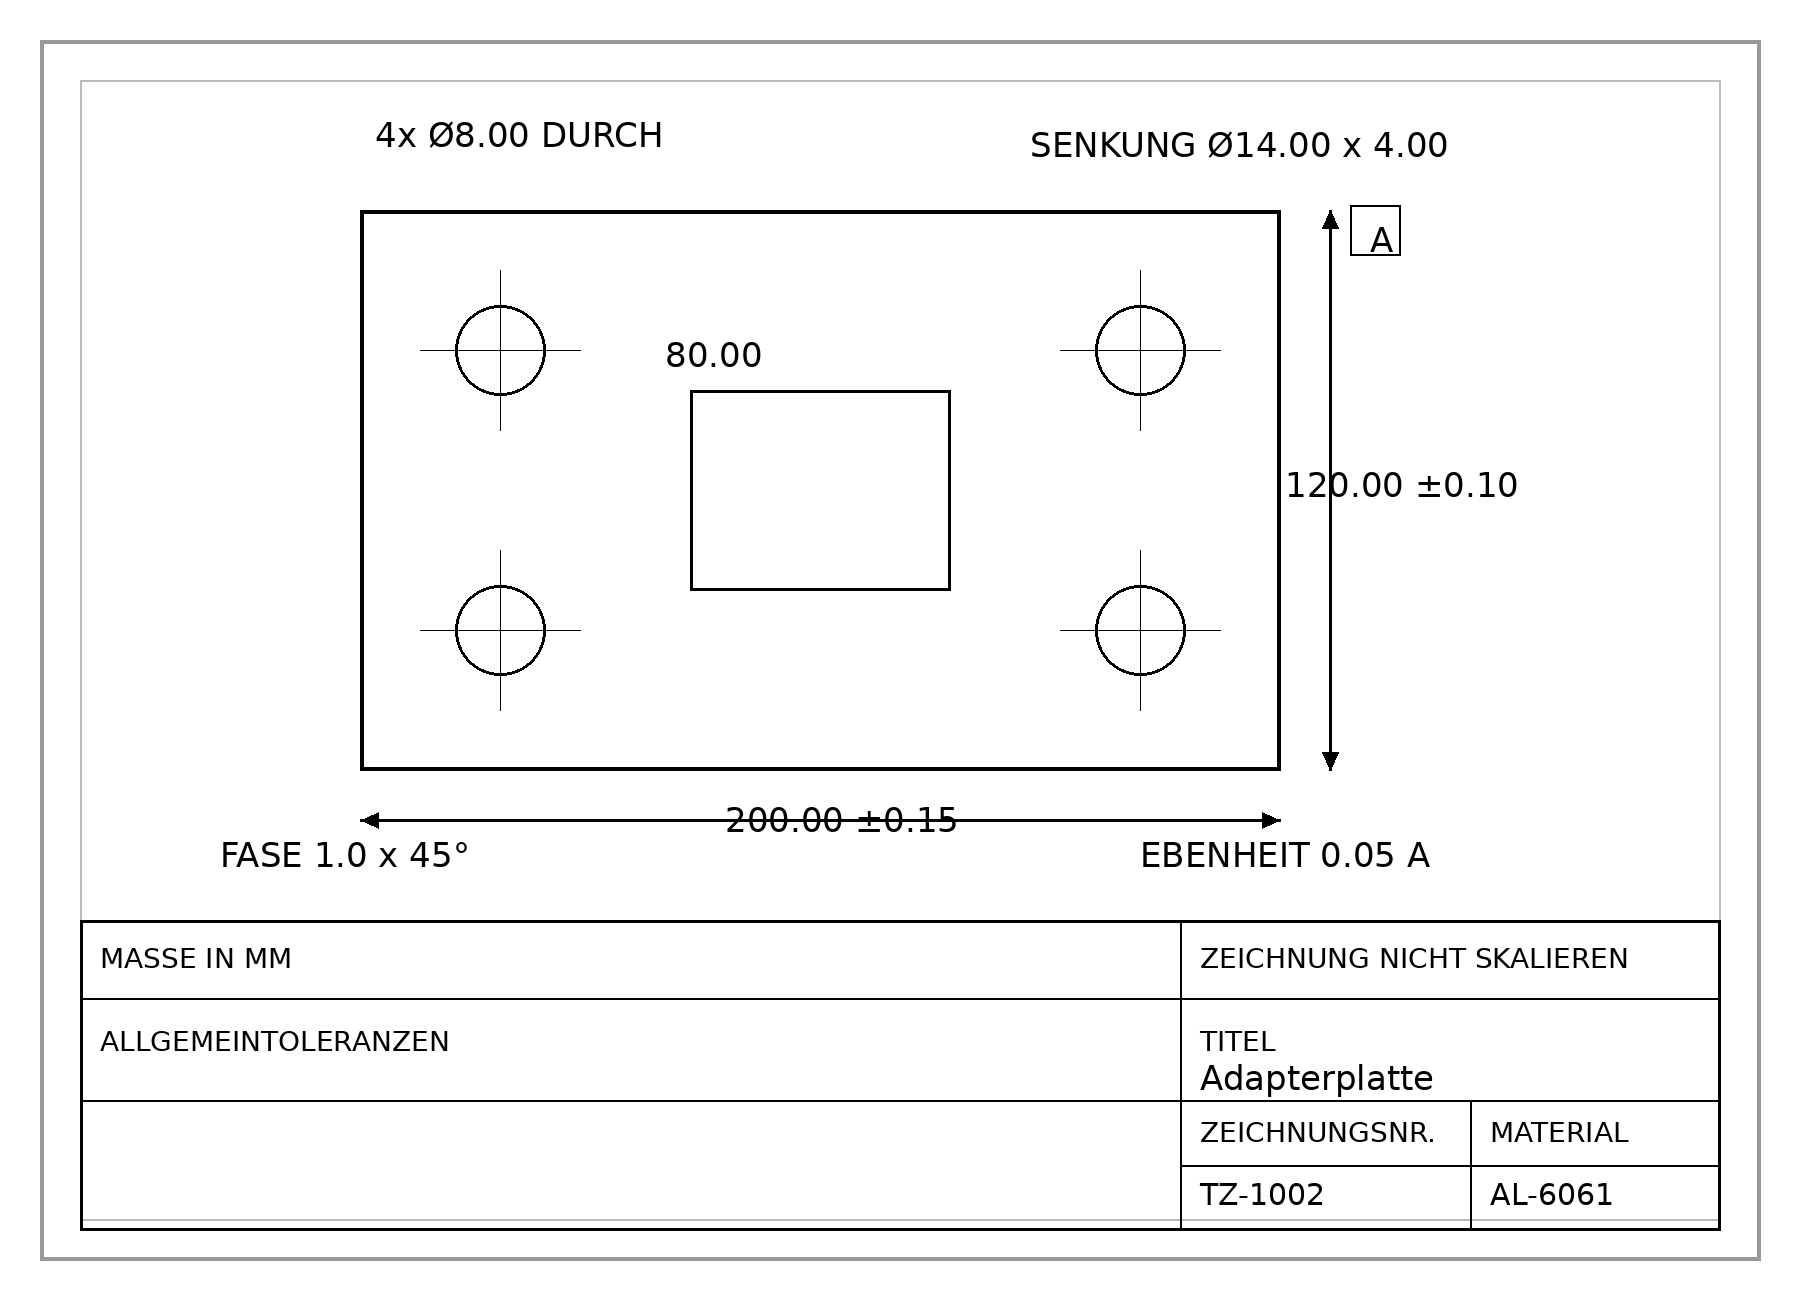 4x Ø8.00 DURCH
SENKUNG Ø14.00 x 4.00
A
80.00
120.00 ±0.10
200.00 ±0.15
FASE 1.0 x 45°
EBENHEIT 0.05 A
MASSE IN MM
ZEICHNUNG NICHT SKALIEREN
ALLGEMEINTOLERANZEN
TITEL
Adapterplatte
ZEICHNUNGSNR.
MATERIAL
TZ-1002
AL-6061